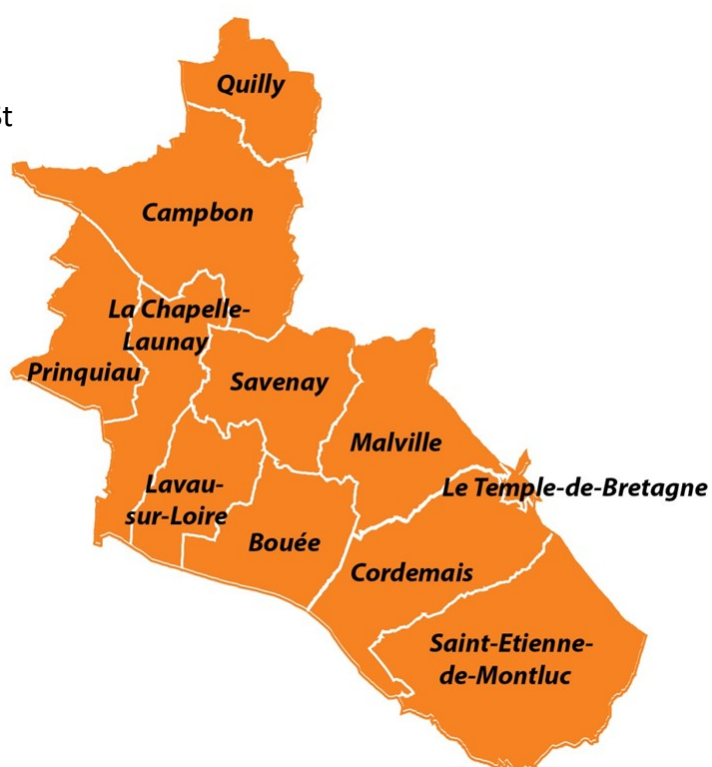 Quilly
St
Campbon
La Chapelle-
Launay
Prinquiau
Savenay
Malville
Lavau-
sur-Loire
Le Temple-de-Bretagne
Bouée
Cordemais
Saint-Etienne-
de-Montluc